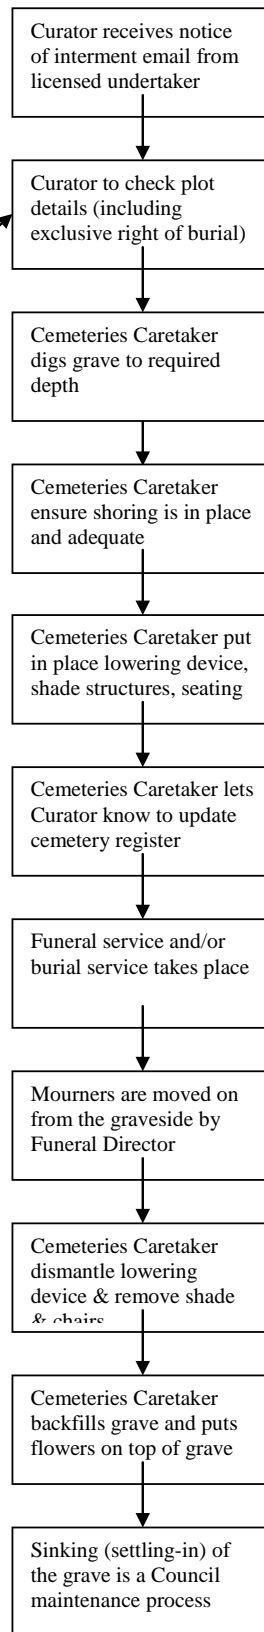 Curator receives notice
of interment email from
licensed undertaker
Curator to check plot
details (including
exclusive right of burial)
Cemeteries Caretaker
digs grave to required
depth
Cemeteries Caretaker
ensure shoring is in place
and adequate
Cemeteries Caretaker put
in place lowering device,
shade structures, seating
Cemeteries Caretaker lets
Curator know to update
cemetery register
Funeral service and/or
burial service takes place
Mourners are moved on
from the graveside by
Funeral Director
Cemeteries Caretaker
dismantle lowering
device & remove shade
& chairs
Cemeteries Caretaker
backfills grave and puts
flowers on top of grave
Sinking (settling-in) of
the grave is a Council
maintenance process